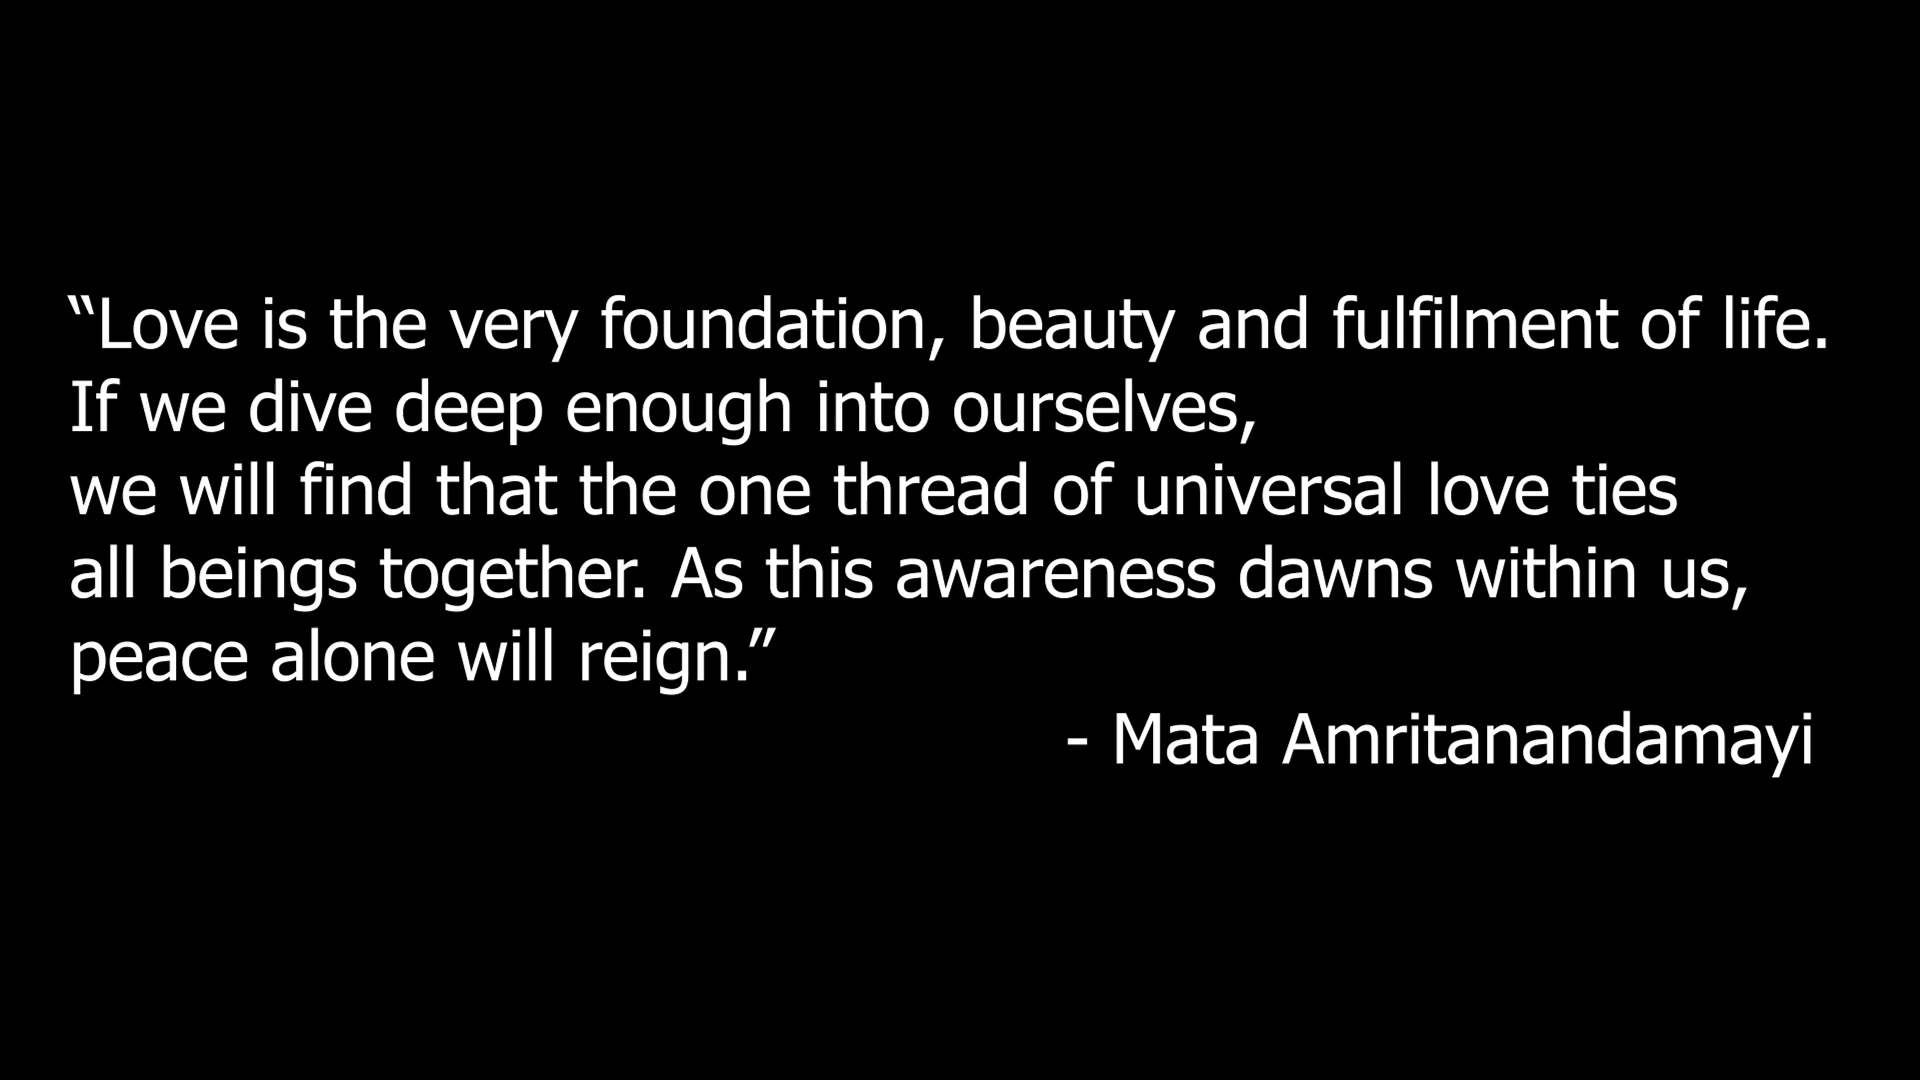 “Love is the very foundation, beauty and fulfilment of life.
If we dive deep enough into ourselves,
we will find that the one thread of universal love ties
all beings together. As this awareness dawns within us,
peace alone will reign.”
- Mata Amritanandamayi